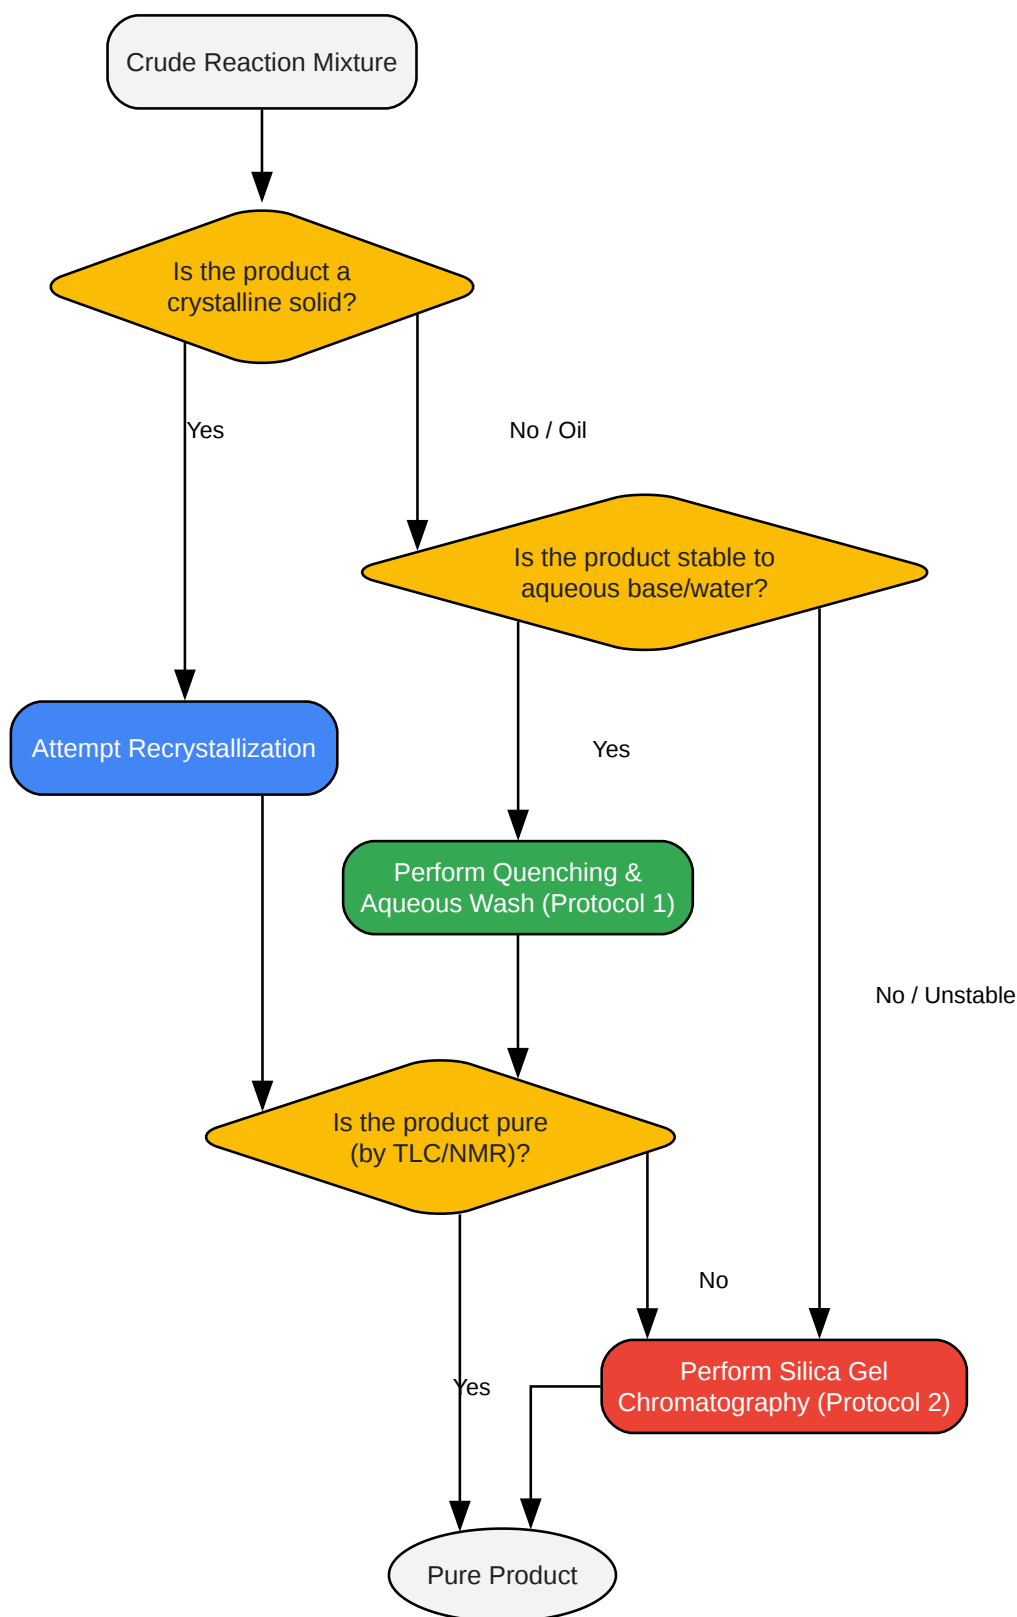 Crude Reaction Mixture
Is the product a
crystalline solid?
Yes
No / Oil
Is the product stable to
aqueous base/water?
Attempt Recrystallization
Yes
Perform Quenching &
Aqueous Wash (Protocol 1)
No / Unstable
Is the product pure
(by TLC/NMR)?
No
Yes
Perform Silica Gel
Chromatography (Protocol 2)
Pure Product